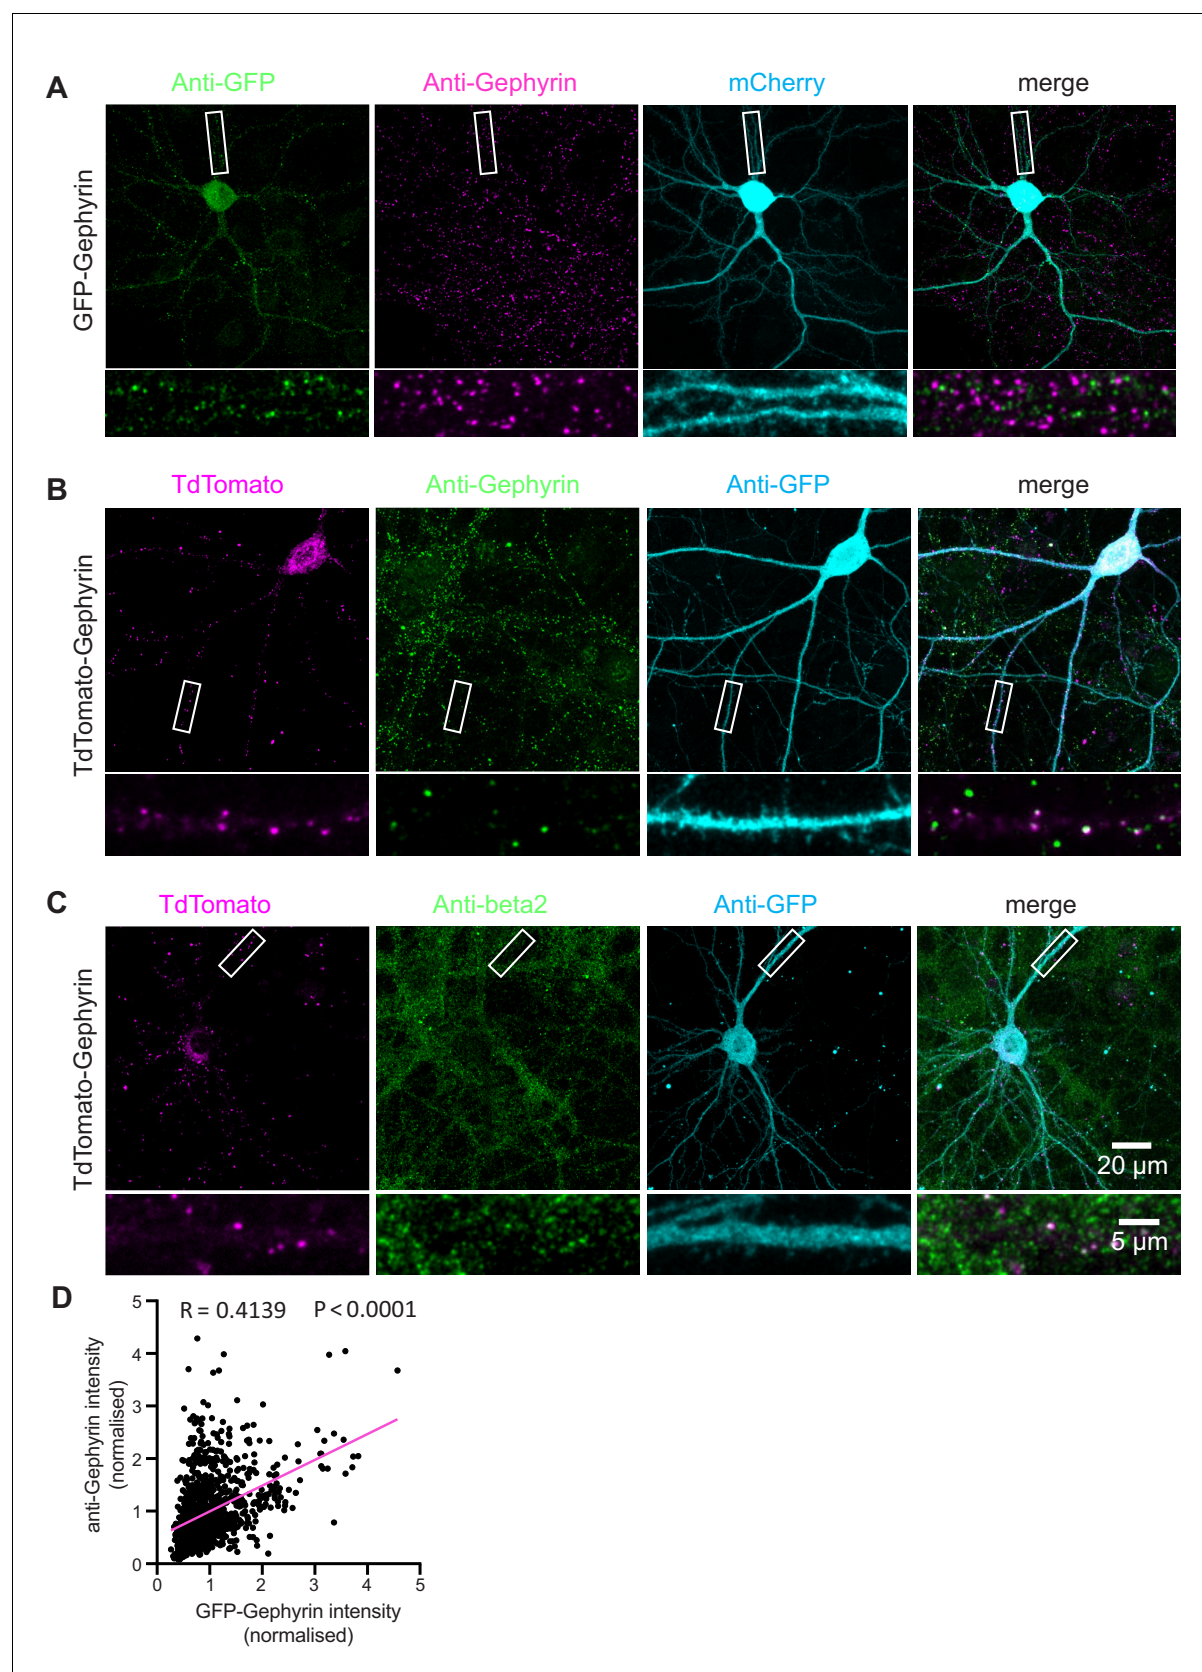 A
Anti-GFP
Anti-Gephyrin
mCherry
merge
GFP-Gephyrin
B
TdTomato
Anti-Gephyrin
Anti-GFP
merge
TdTomato-Gephyrin
C
TdTomato
Anti-beta2
Anti-GFP
merge
TdTomato-Gephyrin
20 µm
5 µm
D
R = 0.4139 P < 0.0001
anti-Gephyrin intensity
(normalised)
5
4
3
2
1
0
0 1 2 3 4 5
GFP-Gephyrin intensity
(normalised)